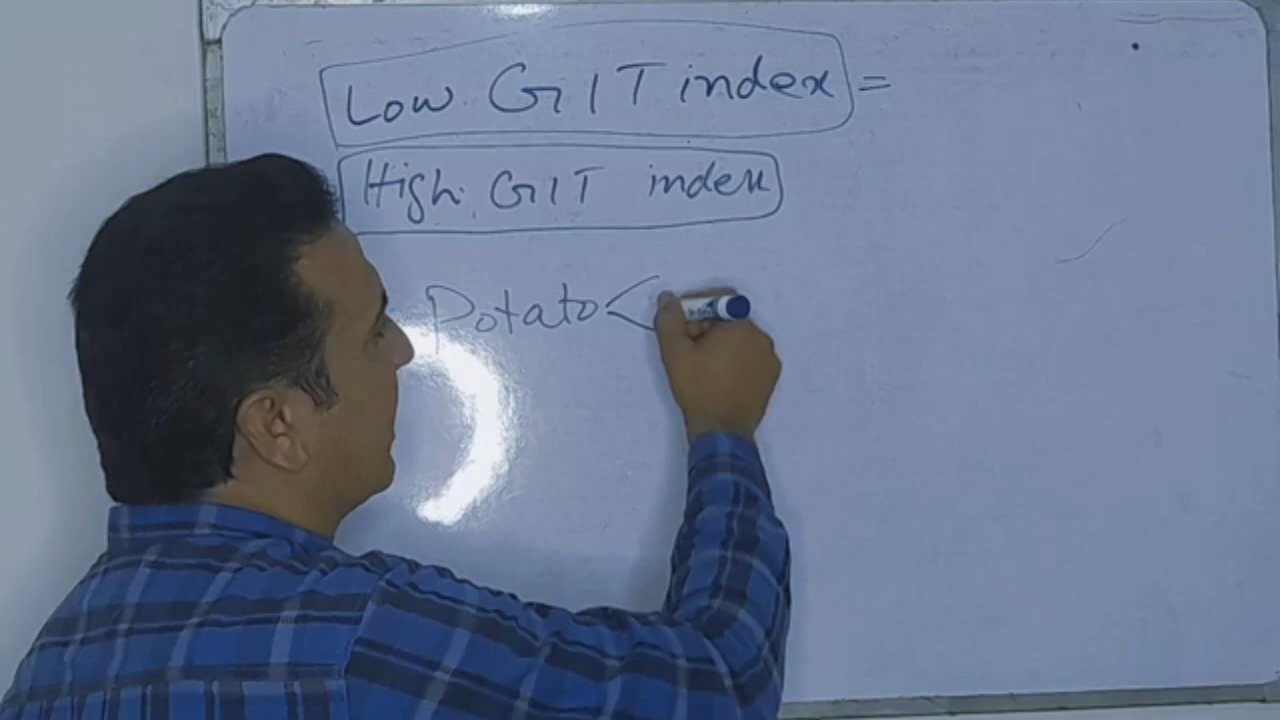 Low GIT index =
High GIT index
Potato <